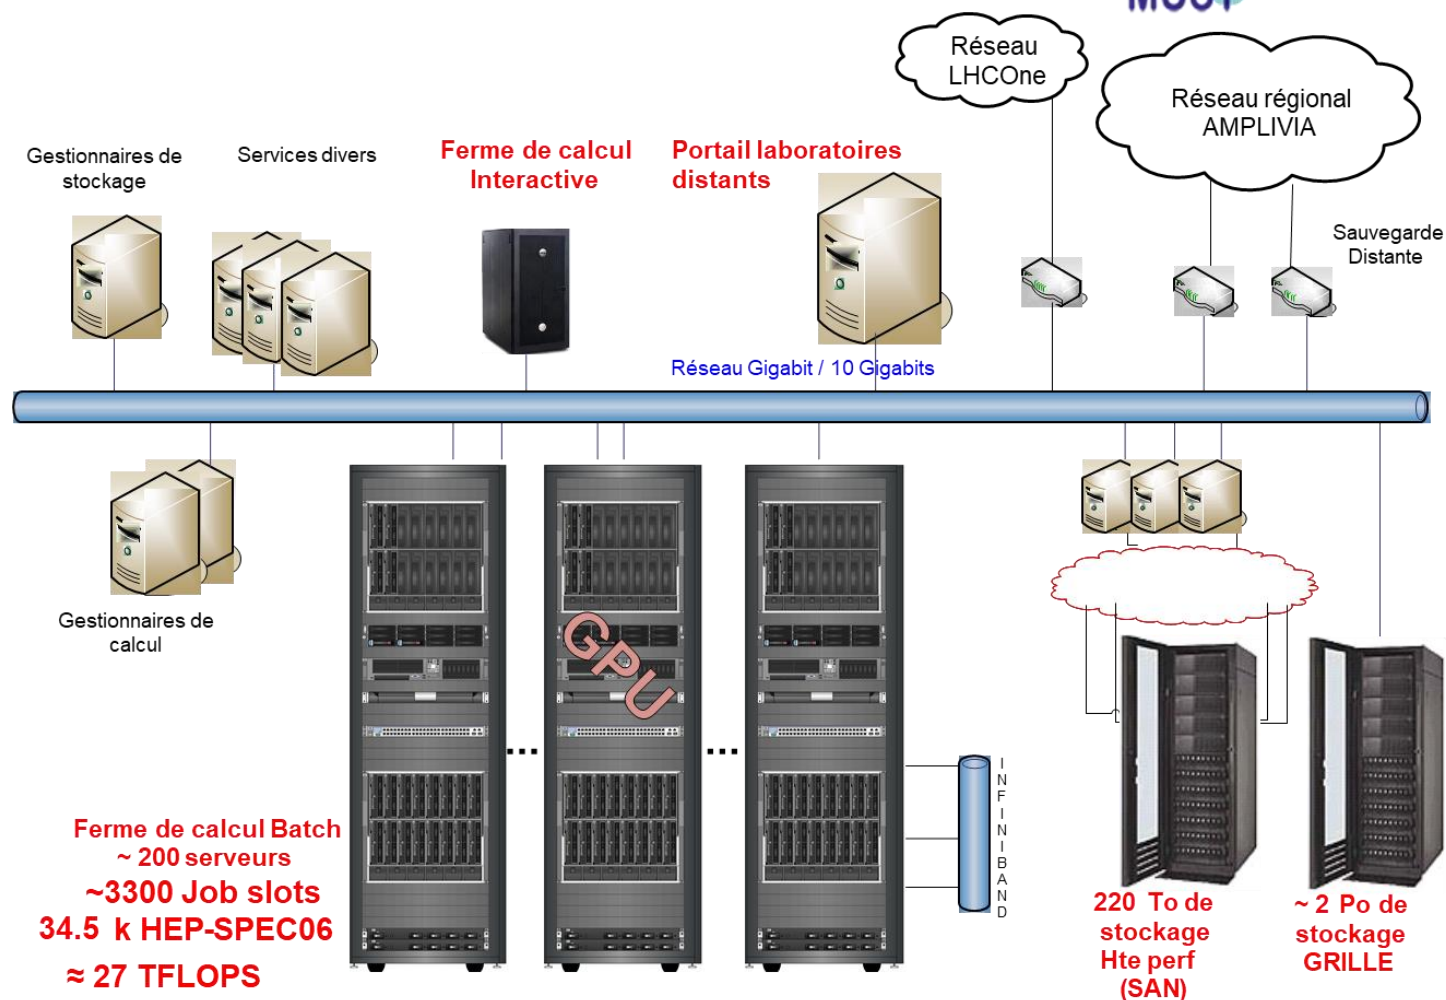 MUST
Réseau
LHCOne
Réseau régional
AMPLIVIA
Gestionnaires de
stockage
Services divers
Ferme de calcul
Interactive
Portail laboratoires
distants
Sauvegarde
Distante
Réseau Gigabit / 10 Gigabits
Gestionnaires de
calcul
GPU
...
...
INFINIBAND
Ferme de calcul Batch
~ 200 serveurs
~3300 Job slots
34.5 k HEP-SPEC06
≈ 27 TFLOPS
220 To de
stockage
Hte perf
(SAN)
~ 2 Po de
stockage
GRILLE